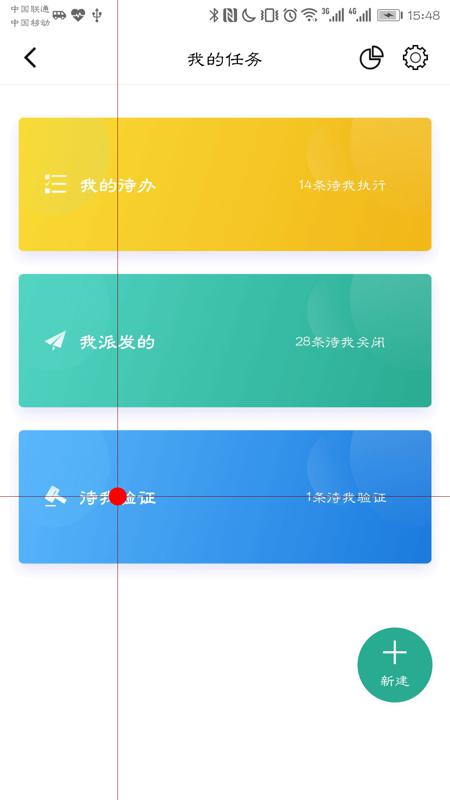 中国联通
中国移动
3G
4G
15:48
我的任务
我的待办
14条待我执行
我派发的
28条待我关闭
待我验证
1条待我验证
新建